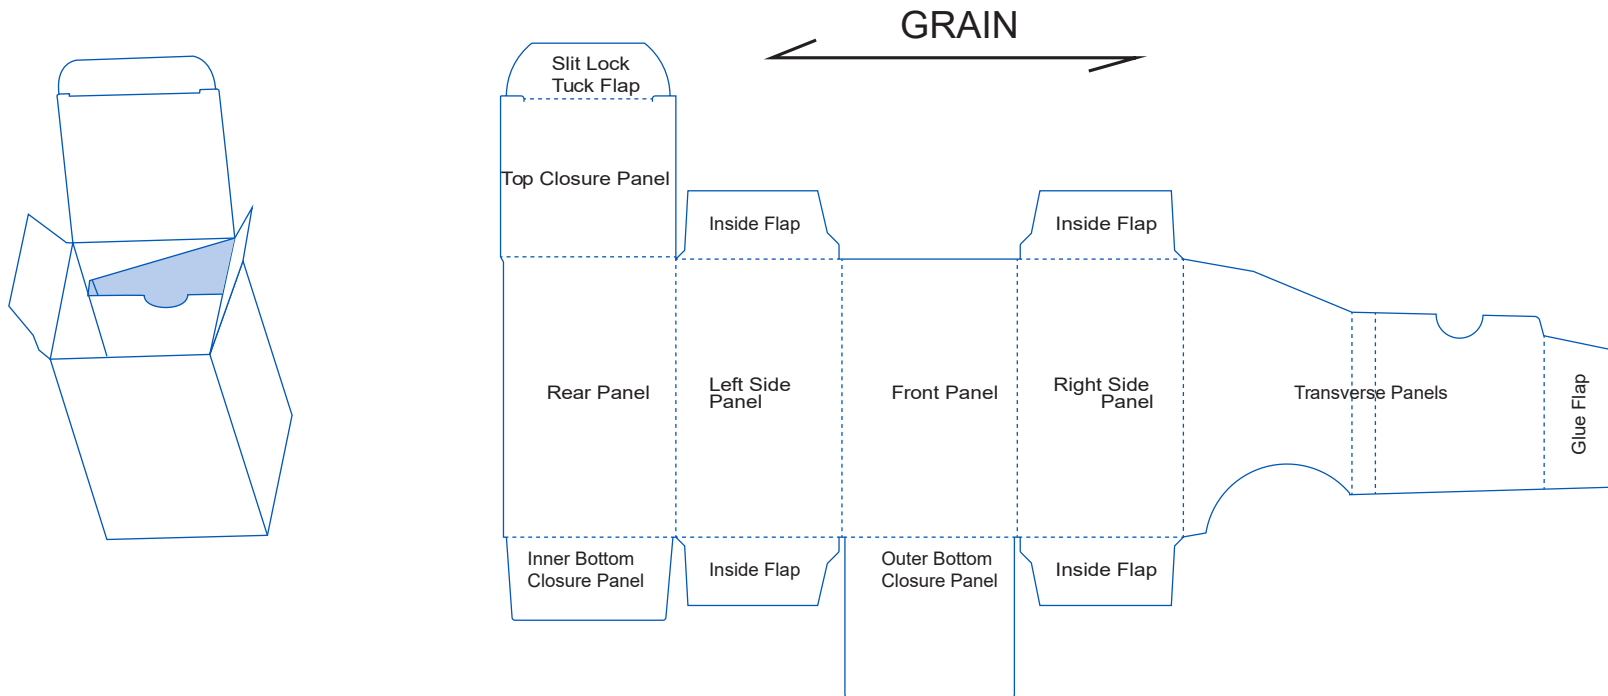 GRAIN
Slit Lock
Tuck Flap
Top Closure Panel
Inside Flap
Inside Flap
Rear Panel
Left Side
Panel
Front Panel
Right Side
Panel
Transverse Panels
Glue Flap
Inner Bottom
Closure Panel
Inside Flap
Outer Bottom
Closure Panel
Inside Flap